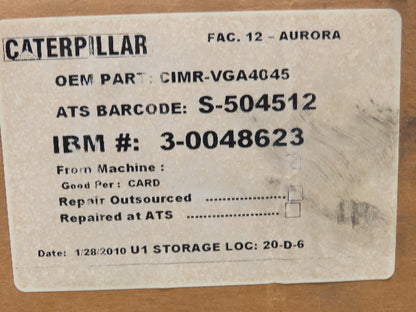 CATERPILLAR FAC. 12 – AURORA
OEM PART: CIMR-VGA4045
ATS BARCODE: S-504512
IBM #: 3-0048623
From Machine :
Good Per : CARD
Repair Outsourced
Repaired at ATS
Date: 1/28/2010 U1 STORAGE LOC: 20-D-6